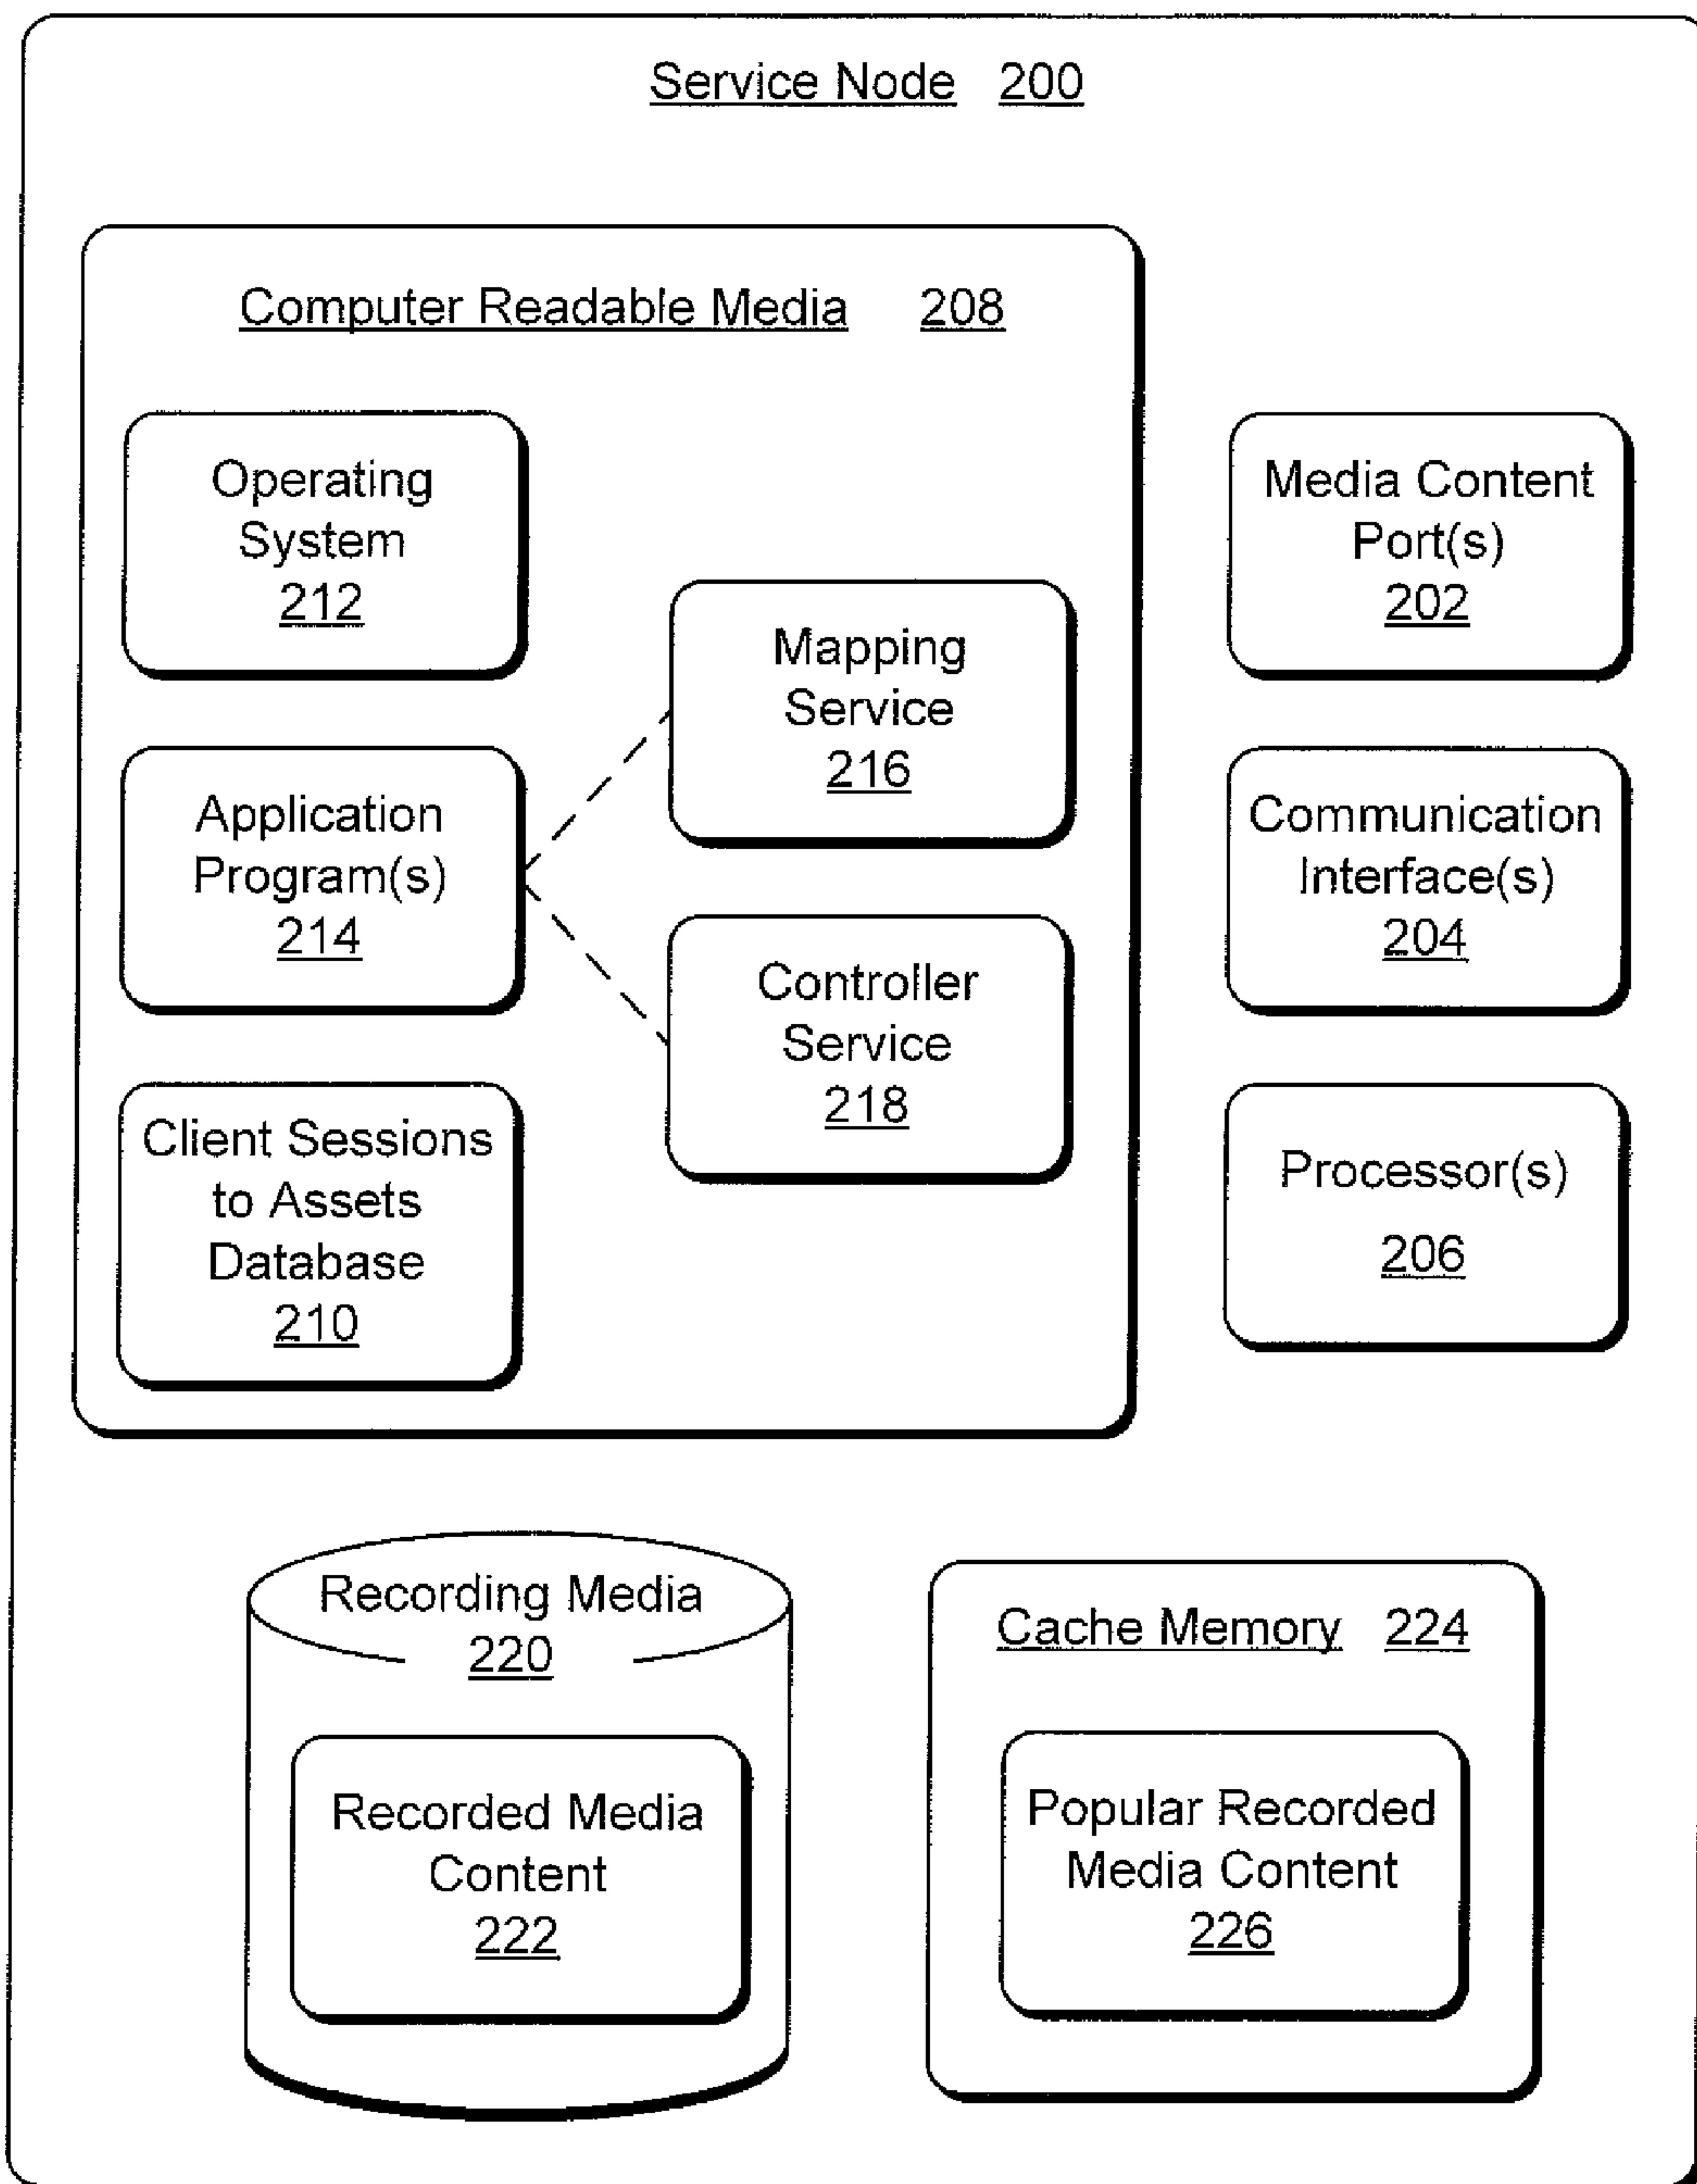 Service Node 200
Computer Readable Media 208
Operating
System
212
Application
Program(s)
214
Client Sessions
to Assets
Database
210
Mapping
Service
216
Controller
Service
218
Media Content
Port(s)
202
Communication
Interface(s)
204
Processor(s)
206
Recording Media
220
Recorded Media
Content
222
Cache Memory 224
Popular Recorded
Media Content
226